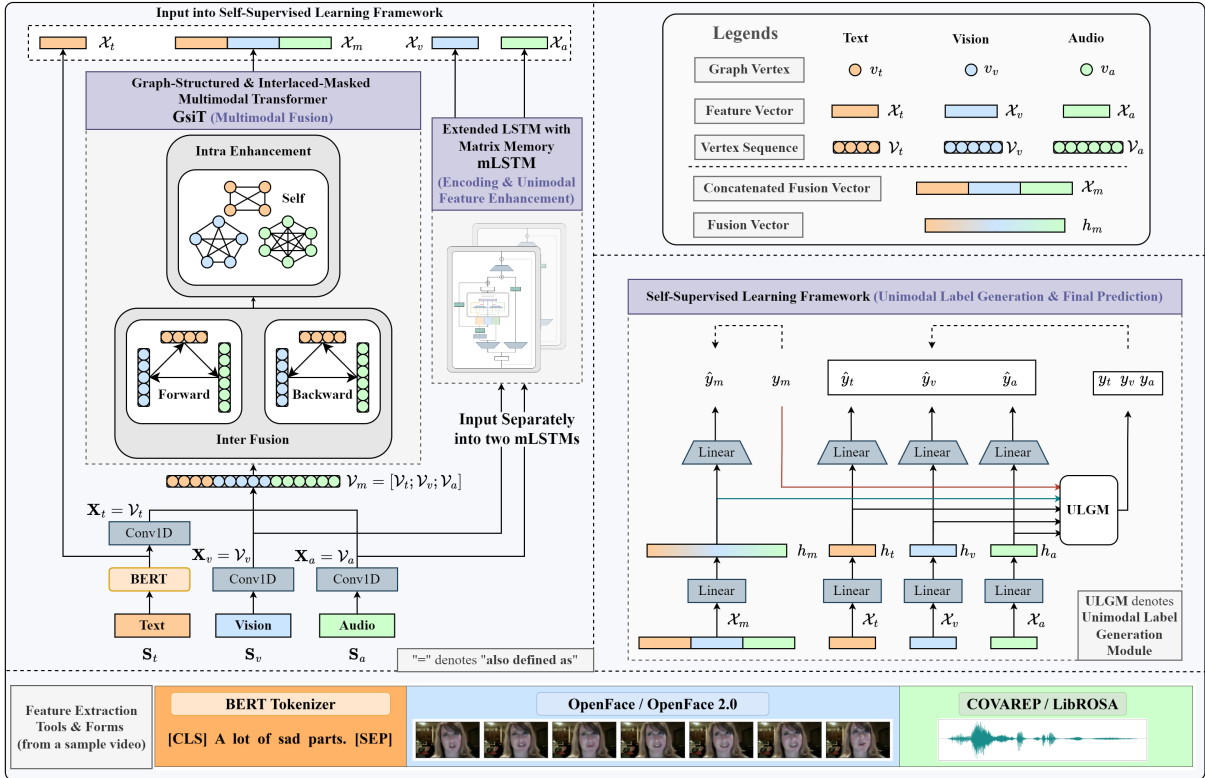 Input into Self-Supervised Learning Framework
𝒳t
𝒳m
𝒳v
𝒳a
Graph-Structured & Interlaced-Masked
Multimodal Transformer
GsiT (Multimodal Fusion)
Intra Enhancement
Self
Extended LSTM with
Matrix Memory
mLSTM
(Encoding & Unimodal
Feature Enhancement)
Forward
Backward
Inter Fusion
Input Separately
into two mLSTMs
𝒱m = [𝒱t; 𝒱v; 𝒱a]
Xt = 𝒱t
Conv1D
Xv = 𝒱v
Xa = 𝒱a
BERT
Conv1D
Conv1D
Text
Vision
Audio
St
Sv
Sa
"=" denotes "also defined as"
Legends
Text
Vision
Audio
Graph Vertex
vt
vv
va
Feature Vector
𝒳t
𝒳v
𝒳a
Vertex Sequence
𝒱t
𝒱v
𝒱a
Concatenated Fusion Vector
𝒳m
Fusion Vector
hm
Self-Supervised Learning Framework (Unimodal Label Generation & Final Prediction)
ŷm
ym
ŷt
ŷv
ŷa
yt yv ya
Linear
Linear
Linear
Linear
ULGM
hm
ht
hv
ha
Linear
Linear
Linear
Linear
𝒳m
𝒳t
𝒳v
𝒳a
ULGM denotes
Unimodal Label
Generation
Module
Feature Extraction
Tools & Forms
(from a sample video)
BERT Tokenizer
[CLS] A lot of sad parts. [SEP]
OpenFace / OpenFace 2.0
COVAREP / LibROSA